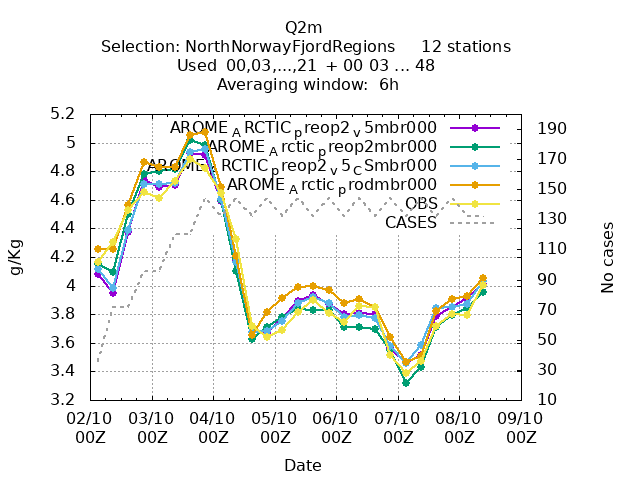 Q2m
Selection: NorthNorwayFjordRegions 12 stations
Used 00,03,...,21 + 00 03 ... 48
Averaging window: 6h
AROME_ARCTIC_preop2_v5mbr000
AROME_Arctic_preop2mbr000
AROME_ARCTIC_preop2_v5_CSmbr000
AROME_Arctic_prodmbr000
OBS
CASES
5.2
5
4.8
4.6
4.4
4.2
4
3.8
3.6
3.4
3.2
g/Kg
190
170
150
130
110
90
70
50
30
10
No cases
02/10 03/10 04/10 05/10 06/10 07/10 08/10 09/10
00Z 00Z 00Z 00Z 00Z 00Z 00Z 00Z
Date